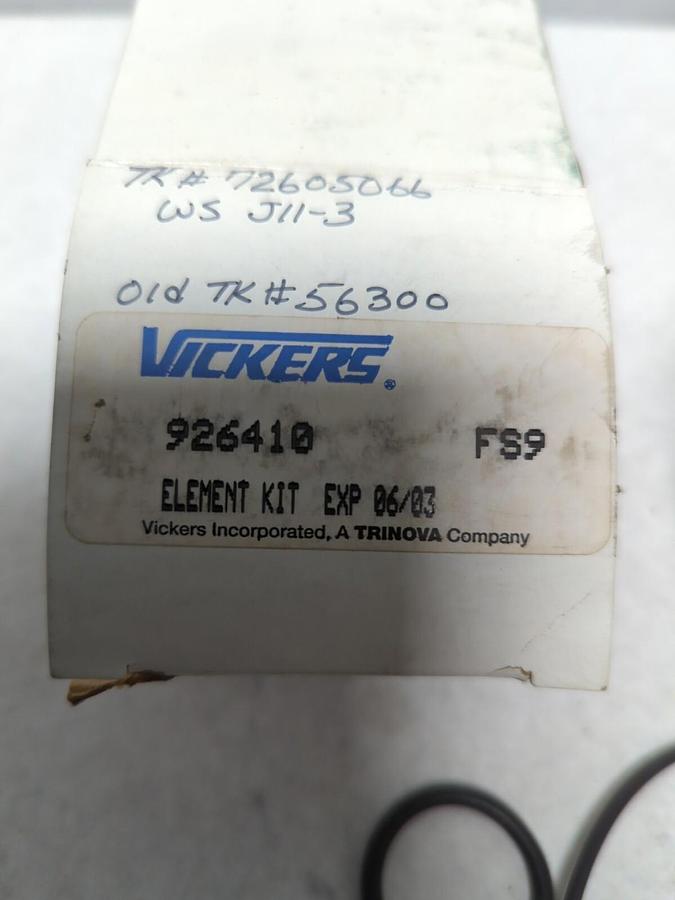 TK # 72605066
WS J11-3
Old TK # 56300
VICKERS®
926410 FS9
ELEMENT KIT EXP 06/03
Vickers Incorporated, A TRINOVA Company